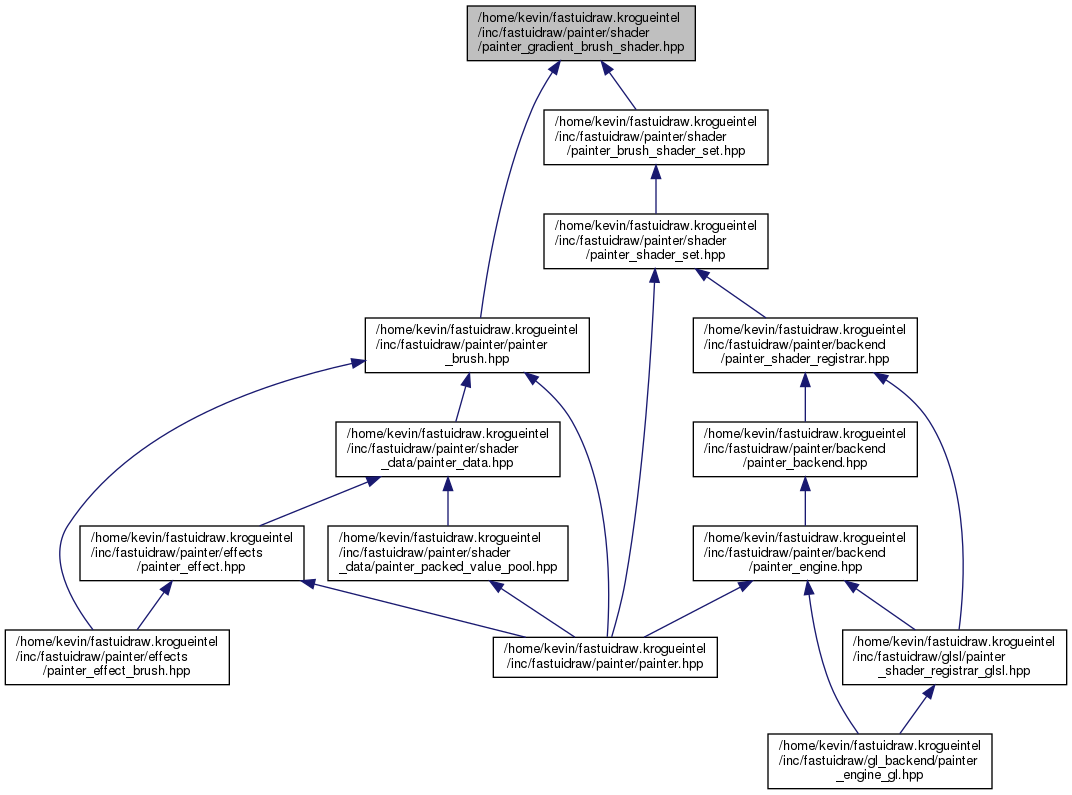 /home/kevin/fastuidraw.krogueintel
/inc/fastuidraw/painter/shader
/painter_gradient_brush_shader.hpp
/home/kevin/fastuidraw.krogueintel
/inc/fastuidraw/painter/shader
/painter_brush_shader_set.hpp
/home/kevin/fastuidraw.krogueintel
/inc/fastuidraw/painter/shader
/painter_shader_set.hpp
/home/kevin/fastuidraw.krogueintel
/inc/fastuidraw/painter/painter
_brush.hpp
/home/kevin/fastuidraw.krogueintel
/inc/fastuidraw/painter/backend
/painter_shader_registrar.hpp
/home/kevin/fastuidraw.krogueintel
/inc/fastuidraw/painter/shader
_data/painter_data.hpp
/home/kevin/fastuidraw.krogueintel
/inc/fastuidraw/painter/backend
/painter_backend.hpp
/home/kevin/fastuidraw.krogueintel
/inc/fastuidraw/painter/effects
/painter_effect.hpp
/home/kevin/fastuidraw.krogueintel
/inc/fastuidraw/painter/shader
_data/painter_packed_value_pool.hpp
/home/kevin/fastuidraw.krogueintel
/inc/fastuidraw/painter/backend
/painter_engine.hpp
/home/kevin/fastuidraw.krogueintel
/inc/fastuidraw/painter/effects
/painter_effect_brush.hpp
/home/kevin/fastuidraw.krogueintel
/inc/fastuidraw/painter/painter.hpp
/home/kevin/fastuidraw.krogueintel
/inc/fastuidraw/glsl/painter
_shader_registrar_glsl.hpp
/home/kevin/fastuidraw.krogueintel
/inc/fastuidraw/gl_backend/painter
_engine_gl.hpp